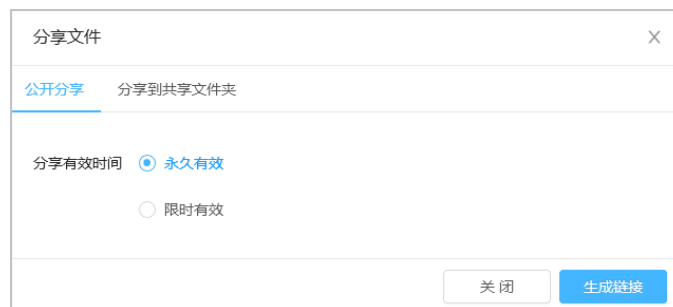 分享文件
公开分享 分享到共享文件夹
分享有效时间 永久有效
限时有效
关闭 生成链接